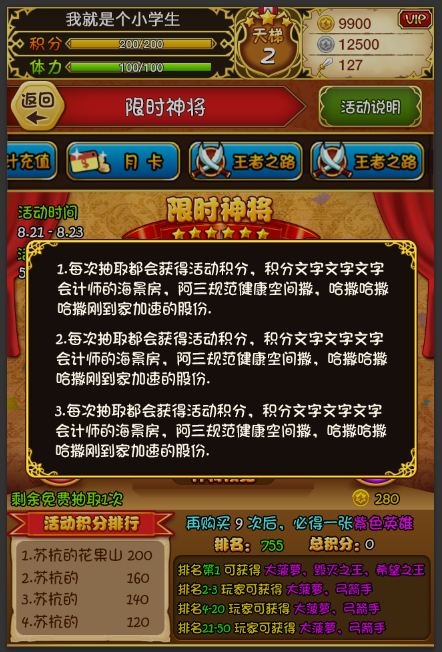 我就是个小学生
积分 200/200
体力 100/100
天梯
2
9900
VIP
12500
127
返回
限时神将
活动说明
计充值
月卡
王者之路
王者之路
活动时间
8.21 - 8.23
限时神将
1.每次抽取都会获得活动积分，积分文字文字文字
会计师的海景房，阿三规范健康空间撒，哈撒哈撒
哈撒刚到家加速的股份.
2.每次抽取都会获得活动积分，积分文字文字文字
会计师的海景房，阿三规范健康空间撒，哈撒哈撒
哈撒刚到家加速的股份.
3.每次抽取都会获得活动积分，积分文字文字文字
会计师的海景房，阿三规范健康空间撒，哈撒哈撒
哈撒刚到家加速的股份.
剩余免费抽取1次
280
活动积分排行
1.苏杭的花果山 200
2.苏杭的 160
3.苏杭的 140
4.苏杭的 120
再购买 9 次后，必得一张紫色英雄
排名： 755 总积分：0
排名第1 可获得 大菠萝、毁灭之王、希望之王
排名2-3 玩家可获得 大菠萝、弓箭手
排名4-20 玩家可获得 大菠萝、弓箭手
排名21-50 玩家可获得 大菠萝、弓箭手